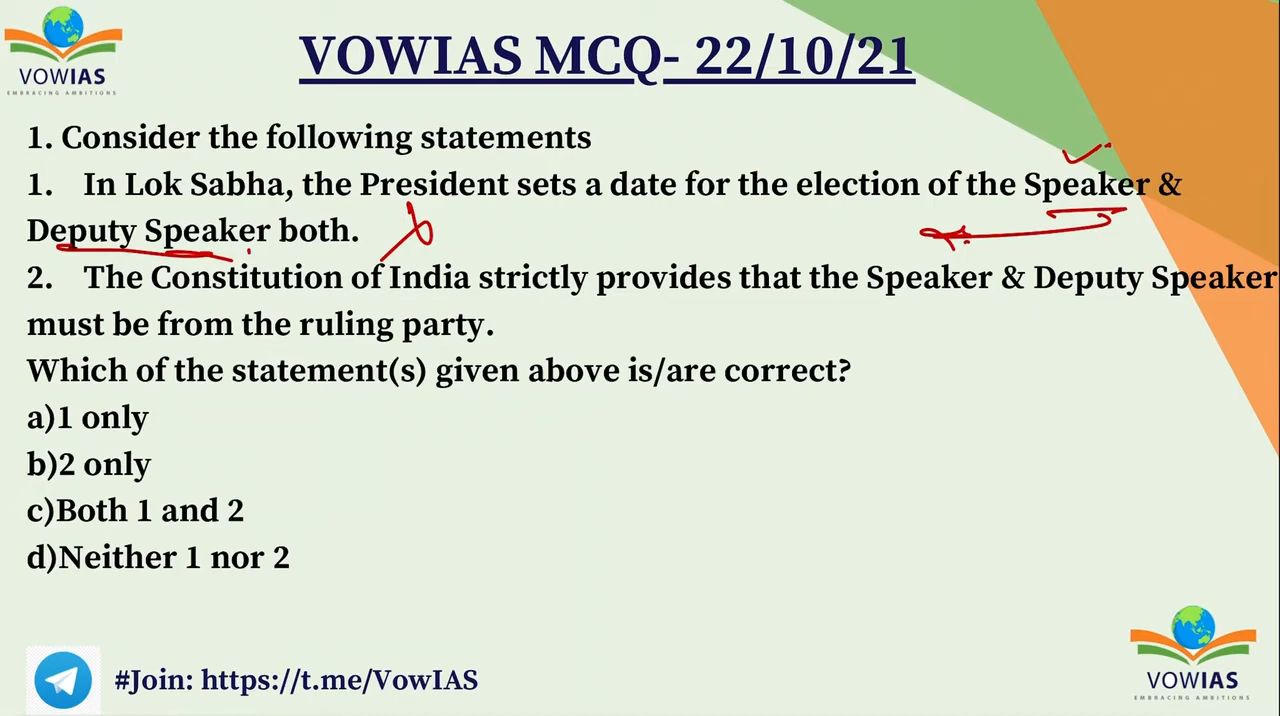 VOWIAS
EMBRACING AMBITIONS
VOWIAS MCQ- 22/10/21
1. Consider the following statements
1. In Lok Sabha, the President sets a date for the election of the Speaker &
Deputy Speaker both.
2. The Constitution of India strictly provides that the Speaker & Deputy Speaker
must be from the ruling party.
Which of the statement(s) given above is/are correct?
a)1 only
b)2 only
c)Both 1 and 2
d)Neither 1 nor 2
#Join: https://t.me/VowIAS
VOWIAS
EMBRACING AMBITIONS